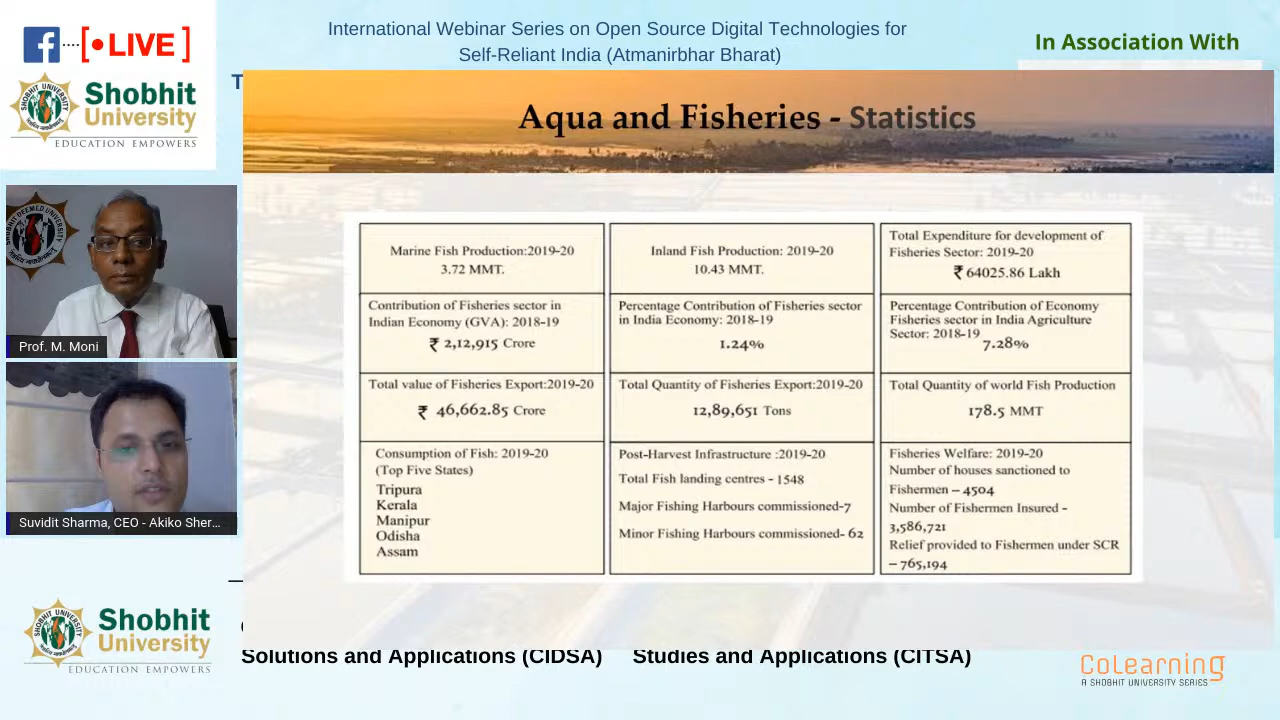 International Webinar Series on Open Source Digital Technologies for
Self-Reliant India (Atmanirbhar Bharat)
In Association With
[• LIVE]
SHOBHIT UNIVERSITY
Shobhit
University
EDUCATION EMPOWERS
T
Aqua and Fisheries - Statistics
SHOBHIT DEEMED UNIVERSITY
Prof. M. Moni
Suvidit Sharma, CEO - Akiko Sher...
Marine Fish Production:2019-20
3.72 MMT.
Inland Fish Production: 2019-20
10.43 MMT.
Total Expenditure for development of
Fisheries Sector: 2019-20
₹ 64025.86 Lakh
Contribution of Fisheries sector in
Indian Economy (GVA): 2018-19
₹ 2,12,915 Crore
Percentage Contribution of Fisheries sector
in India Economy: 2018-19
1.24%
Percentage Contribution of Economy
Fisheries sector in India Agriculture
Sector: 2018-19
7.28%
Total value of Fisheries Export:2019-20
₹ 46,662.85 Crore
Total Quantity of Fisheries Export:2019-20
12,89,651 Tons
Total Quantity of world Fish Production
178.5 MMT
Consumption of Fish: 2019-20
(Top Five States)
Tripura
Kerala
Manipur
Odisha
Assam
Post-Harvest Infrastructure :2019-20
Total Fish landing centres - 1548
Major Fishing Harbours commissioned-7
Minor Fishing Harbours commissioned- 62
Fisheries Welfare: 2019-20
Number of houses sanctioned to
Fishermen – 4504
Number of Fishermen Insured -
3,586,721
Relief provided to Fishermen under SCR
– 765,194
SHOBHIT UNIVERSITY
Shobhit
University
EDUCATION EMPOWERS
Solutions and Applications (CIDSA) Studies and Applications (CITSA)
CoLearning
A SHOBHIT UNIVERSITY SERIES